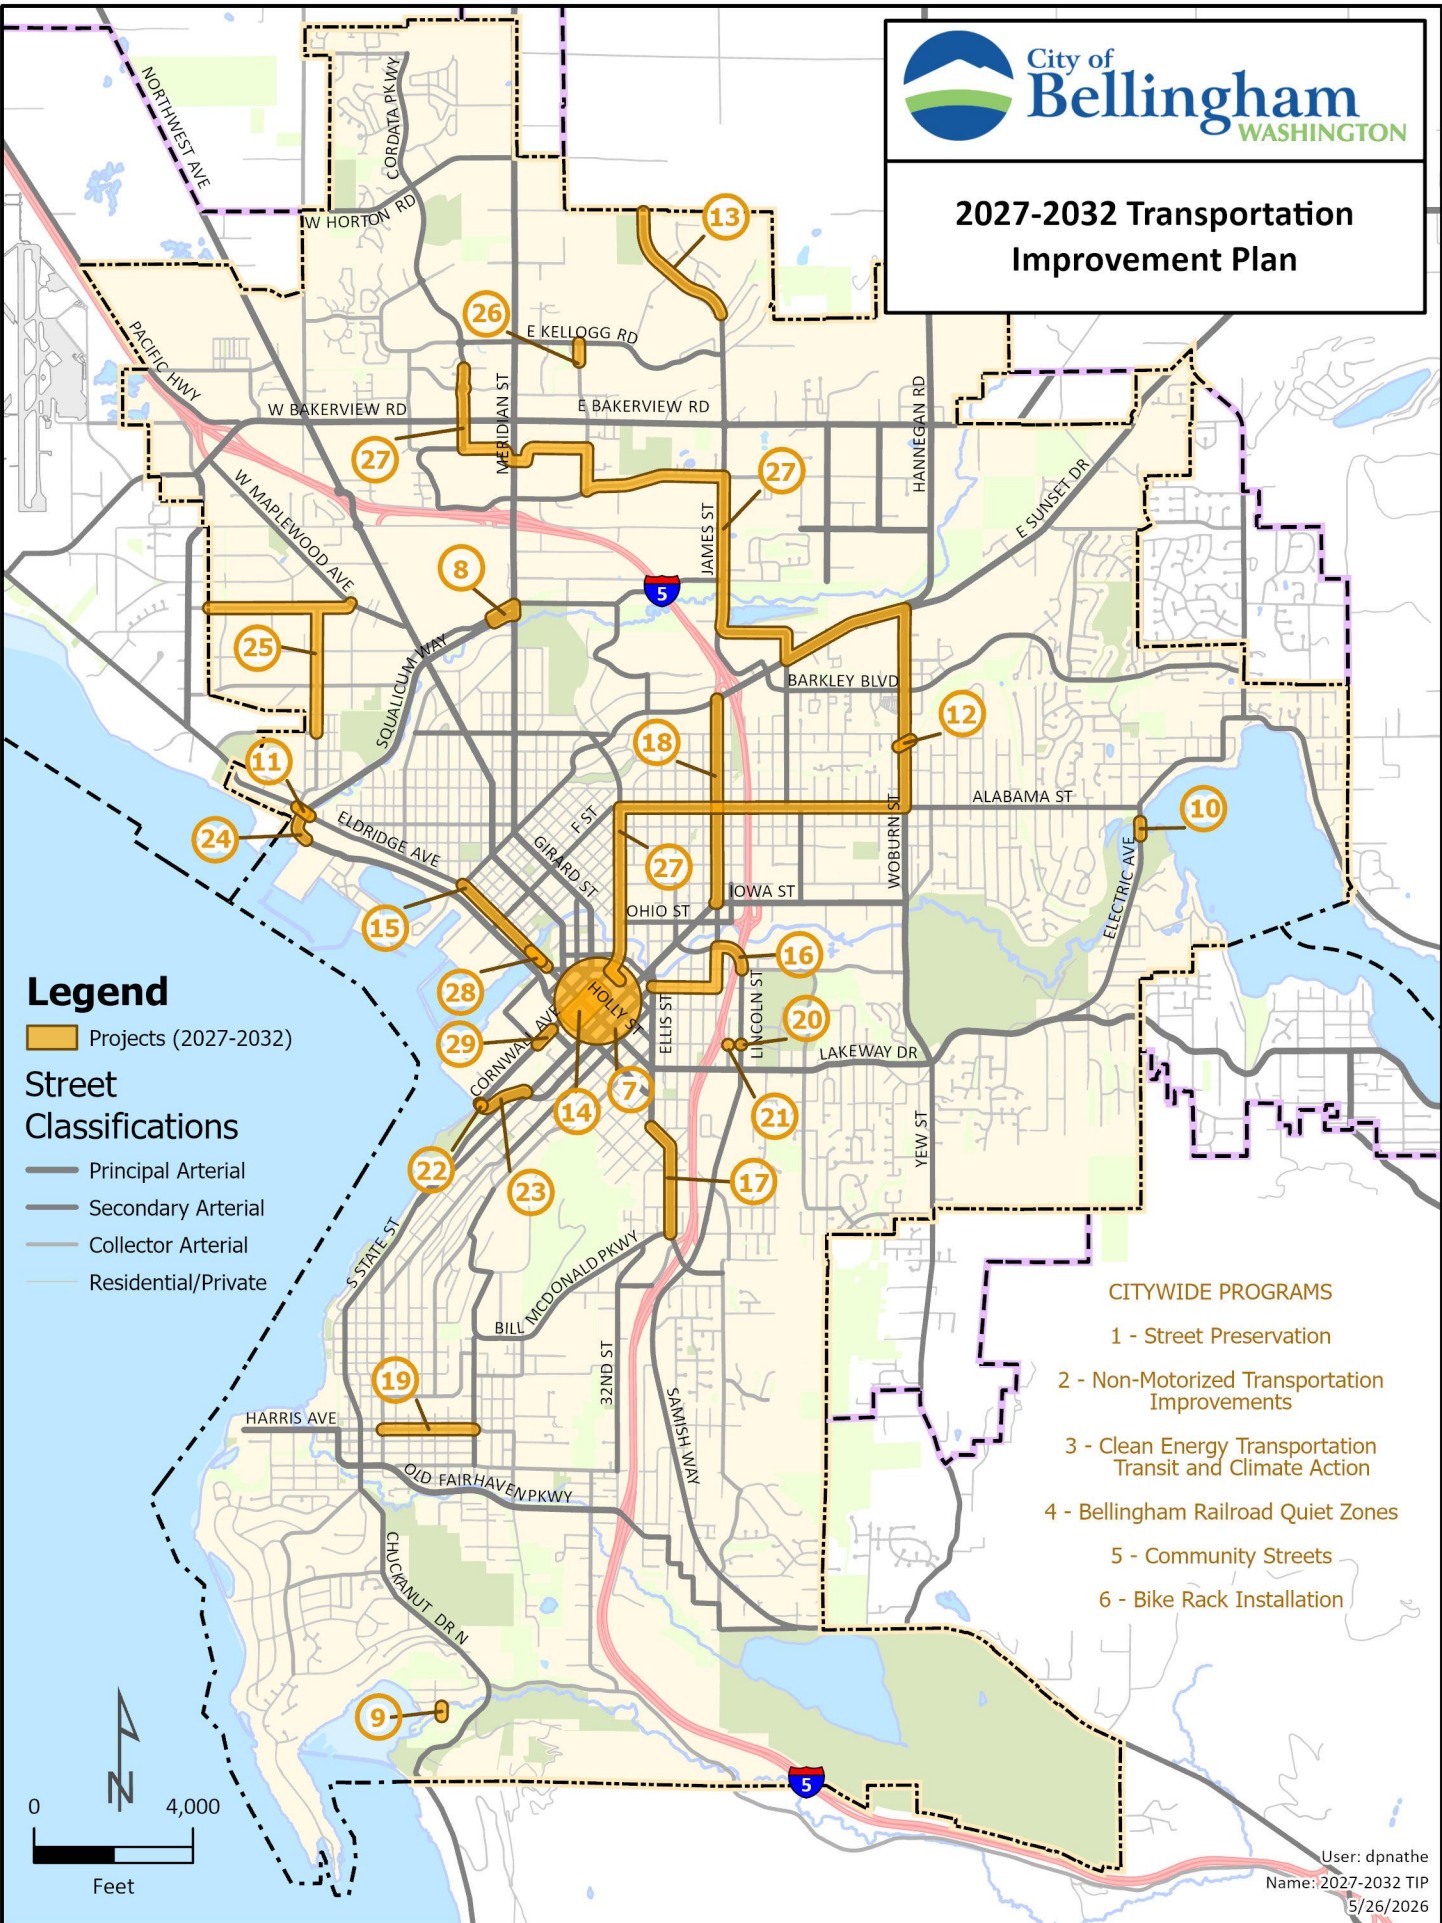 City of
Bellingham
WASHINGTON
2027-2032 Transportation
Improvement Plan
NORTHWEST AVE
CORDATA PKWY
W HORTON RD
13
26
E KELLOGG RD
PACIFIC HWY
W BAKERVIEW RD
MERIDIAN ST
E BAKERVIEW RD
HANNEGAN RD
27
27
W MAPLEWOOD AVE
JAMES ST
E SUNSET DR
8
5
25
SQUALICUM WAY
BARKLEY BLVD
12
18
11
ALABAMA ST
10
24
ELDRIDGE AVE
F ST
GIRARD ST
27
WOBURN ST
ELECTRIC AVE
IOWA ST
OHIO ST
15
16
28
HOLLY ST
ELLIS ST
LINCOLN ST
20
29
CORNWALL AVE
LAKEWAY DR
14
7
21
YEW ST
22
23
17
S STATE ST
BILL MCDONALD PKWY
32ND ST
SAMISH WAY
19
HARRIS AVE
OLD FAIRHAVEN PKWY
CHUCKANUT DR N
9
5
Legend
Projects (2027-2032)
Street
Classifications
Principal Arterial
Secondary Arterial
Collector Arterial
Residential/Private
CITYWIDE PROGRAMS
1 - Street Preservation
2 - Non-Motorized Transportation
Improvements
3 - Clean Energy Transportation
Transit and Climate Action
4 - Bellingham Railroad Quiet Zones
5 - Community Streets
6 - Bike Rack Installation
N
0 4,000
Feet
User: dpnathe
Name: 2027-2032 TIP
5/26/2026